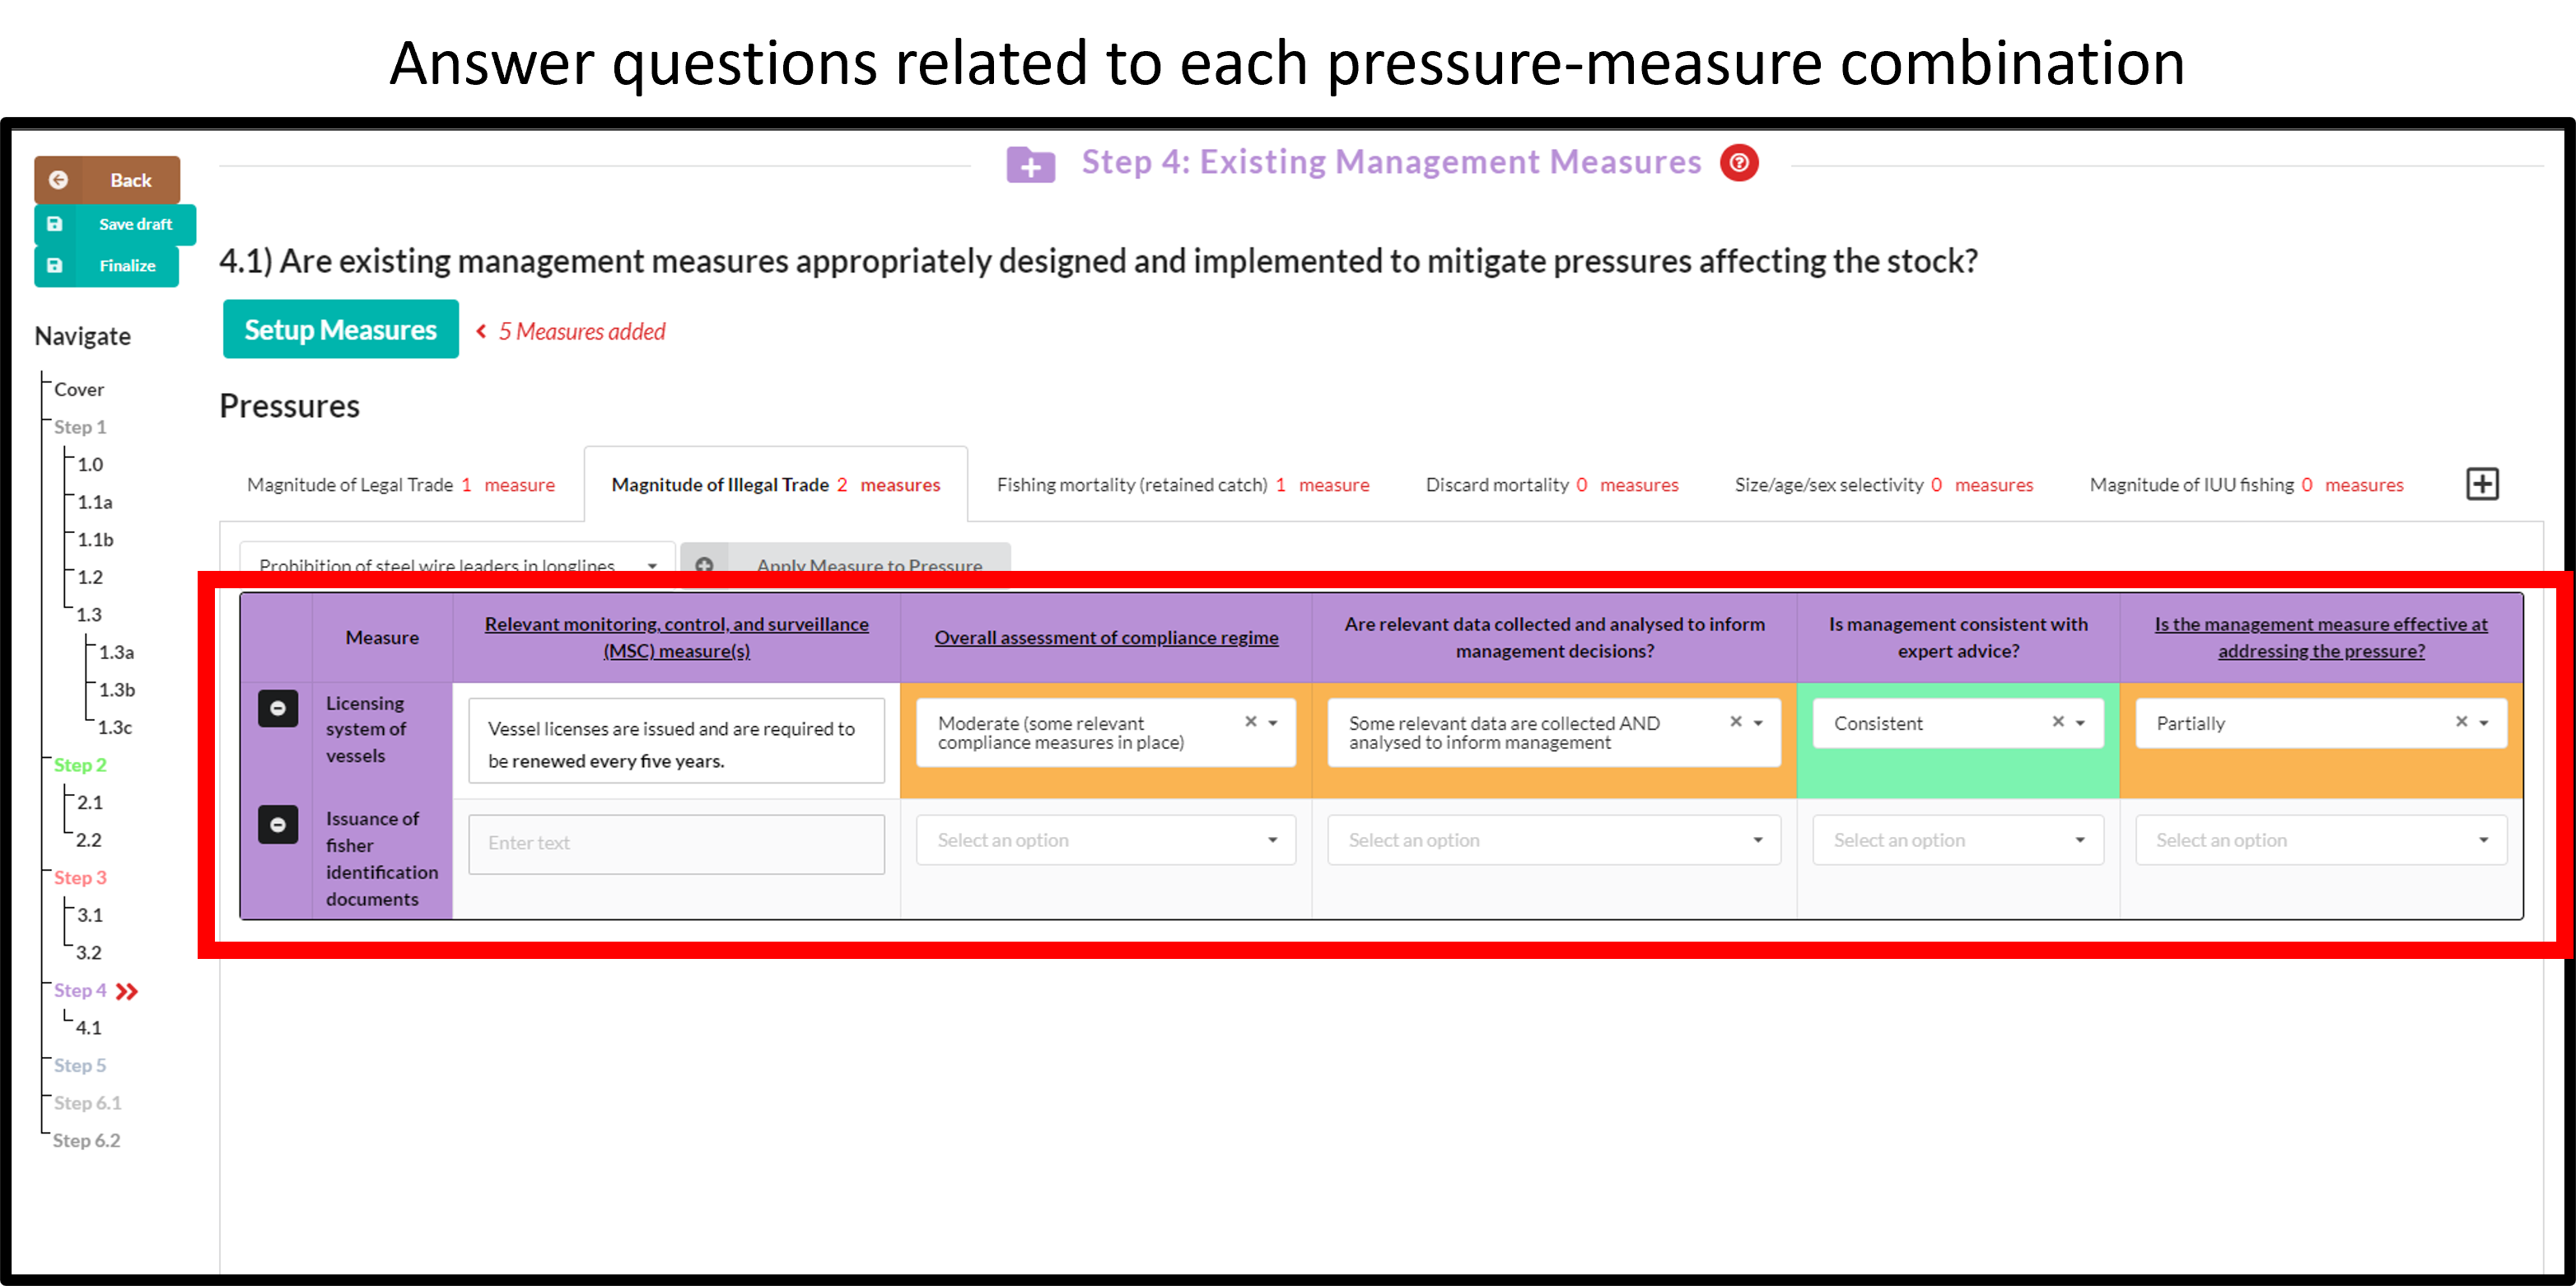 Answer questions related to each pressure-measure combination
Back
Save draft
Finalize
Navigate
Cover
Step 1
1.0
1.1a
1.1b
1.2
1.3
1.3a
1.3b
1.3c
Step 2
2.1
2.2
Step 3
3.1
3.2
Step 4
4.1
Step 5
Step 6.1
Step 6.2
Step 4: Existing Management Measures
4.1) Are existing management measures appropriately designed and implemented to mitigate pressures affecting the stock?
Setup Measures
5 Measures added
Pressures
Magnitude of Legal Trade 1 measure
Magnitude of Illegal Trade 2 measures
Fishing mortality (retained catch) 1 measure
Discard mortality 0 measures
Size/age/sex selectivity 0 measures
Magnitude of IUU fishing 0 measures
Prohibition of steel wire leaders in longlines
Apply Measure to Pressure
Measure
Relevant monitoring, control, and surveillance
(MSC) measure(s)
Overall assessment of compliance regime
Are relevant data collected and analysed to inform
management decisions?
Is management consistent with
expert advice?
Is the management measure effective at
addressing the pressure?
Licensing
system of
vessels
Vessel licenses are issued and are required to
be renewed every five years.
Moderate (some relevant
compliance measures in place)
Some relevant data are collected AND
analysed to inform management
Consistent
Partially
Issuance of
fisher
identification
documents
Enter text
Select an option
Select an option
Select an option
Select an option